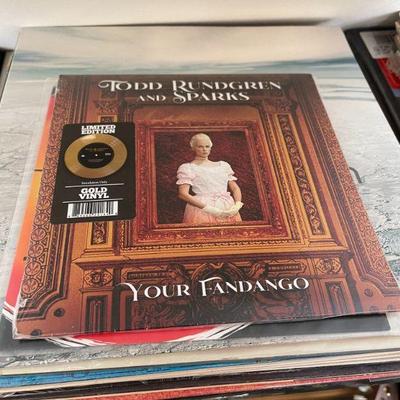 Todd Rundgren
and Sparks
LIMITED
EDITION
GOLD
VINYL
Your Fandango